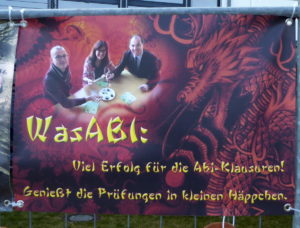 WasABI:
Viel Erfolg für die Abi-Klausuren!
Genießt die Prüfungen in kleinen Häppchen.